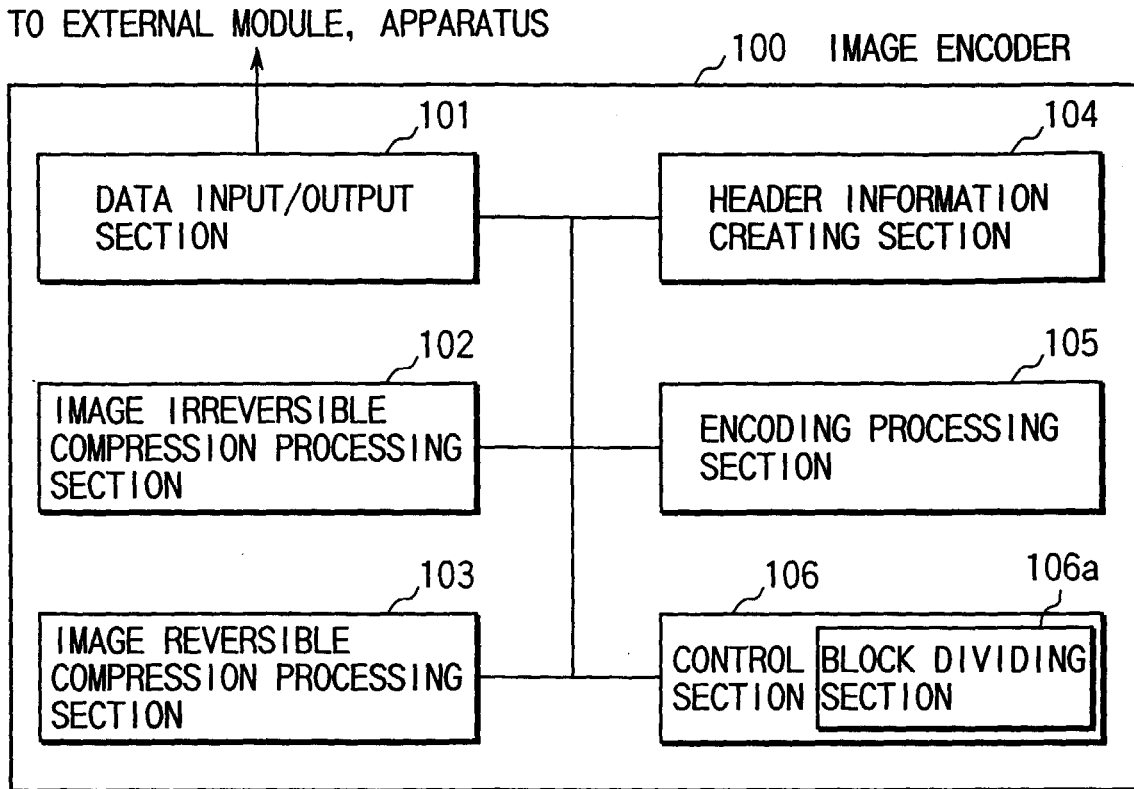 TO EXTERNAL MODULE, APPARATUS
100 IMAGE ENCODER
101
DATA INPUT/OUTPUT
SECTION
104
HEADER INFORMATION
CREATING SECTION
102
IMAGE IRREVERSIBLE
COMPRESSION PROCESSING
SECTION
105
ENCODING PROCESSING
SECTION
103
IMAGE REVERSIBLE
COMPRESSION PROCESSING
SECTION
106
CONTROL
SECTION
106a
BLOCK DIVIDING
SECTION